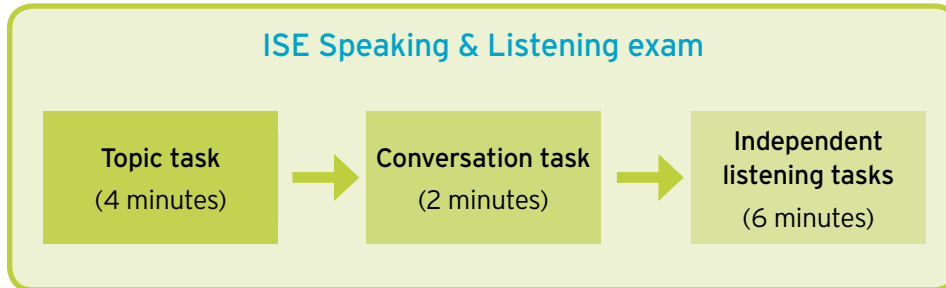 ISE Speaking & Listening exam
Topic task
(4 minutes)
Conversation task
(2 minutes)
Independent
listening tasks
(6 minutes)